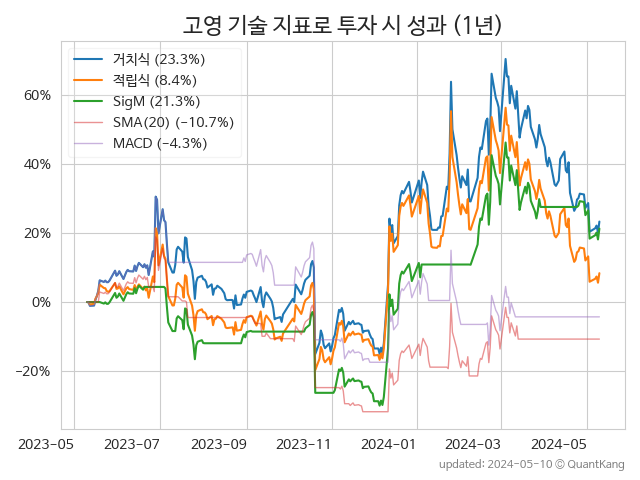 고영 기술 지표로 투자 시 성과 (1년)
거치식 (23.3%)
적립식 (8.4%)
SigM (21.3%)
SMA(20) (−10.7%)
MACD (−4.3%)
60%
40%
20%
0%
−20%
2023-05 2023-07 2023-09 2023-11 2024-01 2024-03 2024-05
updated: 2024-05-10 © QuantKang